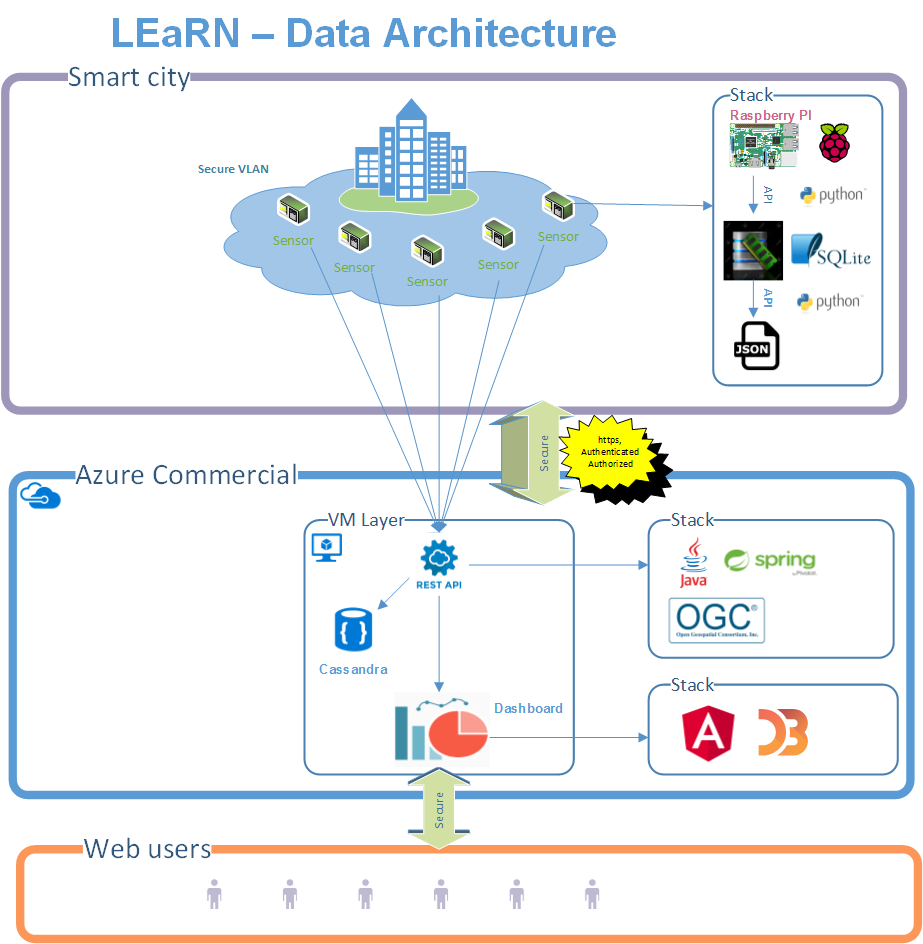 LEaRN – Data Architecture
Smart city
Stack
Raspberry PI
Secure VLAN
API
python
Sensor
Sensor
Sensor
Sensor
Sensor
SQLite
API
python
JSON
Secure
https,
Authenticated
Authorized
Azure Commercial
VM Layer
Stack
REST API
Java
spring
OGC®
Open Geospatial Consortium, Inc.
Cassandra
Stack
Dashboard
D3
Secure
Web users